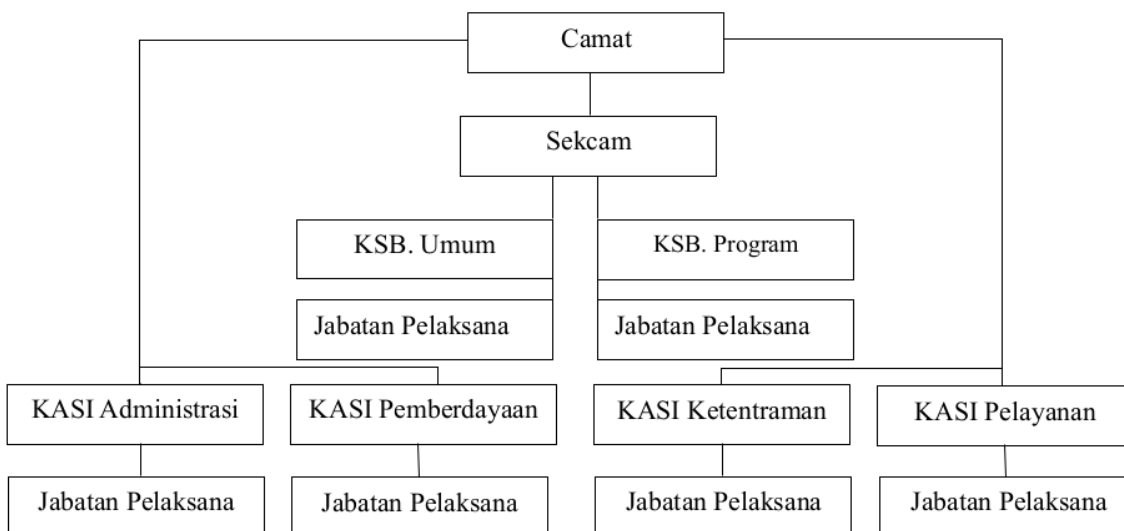 Camat
Sekcam
KSB. Umum
KSB. Program
Jabatan Pelaksana
Jabatan Pelaksana
KASI Administrasi
KASI Pemberdayaan
KASI Ketentraman
KASI Pelayanan
Jabatan Pelaksana
Jabatan Pelaksana
Jabatan Pelaksana
Jabatan Pelaksana